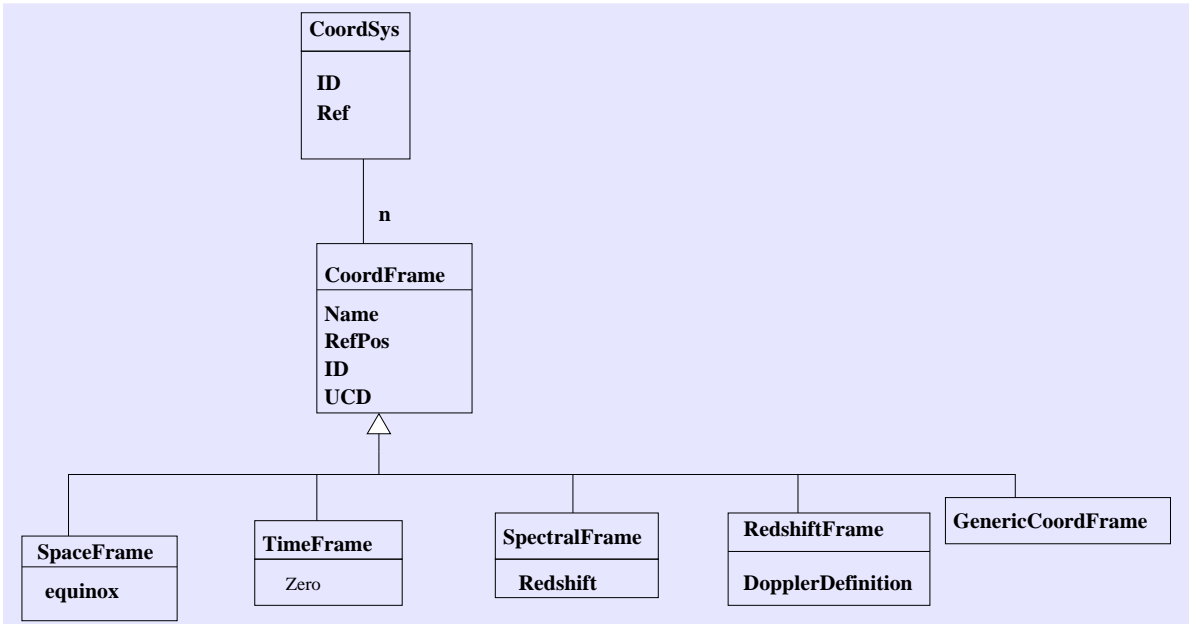 CoordSys
ID
Ref
n
CoordFrame
Name
RefPos
ID
UCD
SpaceFrame
equinox
TimeFrame
Zero
SpectralFrame
Redshift
RedshiftFrame
DopplerDefinition
GenericCoordFrame